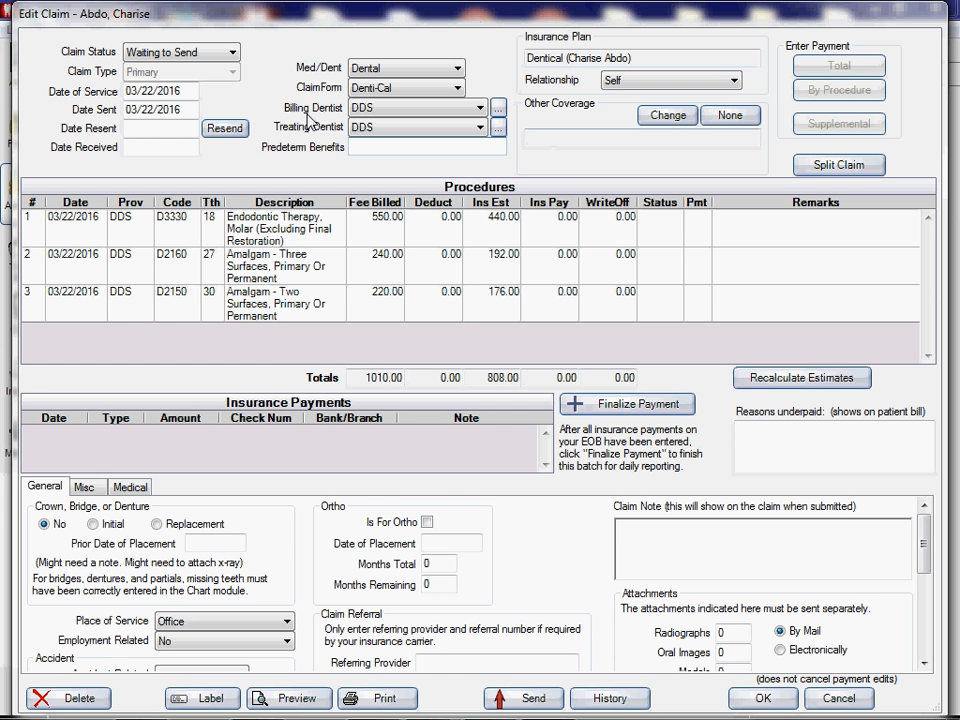 Edit Claim - Abdo, Charise
Claim Status Waiting to Send
Claim Type Primary
Date of Service 03/22/2016
Date Sent 03/22/2016
Date Resent Resend
Date Received
Med/Dent Dental
ClaimForm Denti-Cal
Billing Dentist DDS ...
Treating Dentist DDS ...
Predeterm Benefits
Insurance Plan
Dentical (Charise Abdo)
Relationship Self
Other Coverage
Change None
Enter Payment
Total
By Procedure
Supplemental
Split Claim
Procedures
# Date Prov Code Tth Description Fee Billed Deduct Ins Est Ins Pay WriteOff Status Pmt Remarks
1 03/22/2016 DDS D3330 18 Endodontic Therapy, 550.00 0.00 440.00 0.00 0.00
Molar (Excluding Final
Restoration)
2 03/22/2016 DDS D2160 27 Amalgam - Three 240.00 0.00 192.00 0.00 0.00
Surfaces, Primary Or
Permanent
3 03/22/2016 DDS D2150 30 Amalgam - Two 220.00 0.00 176.00 0.00 0.00
Surfaces, Primary Or
Permanent
Totals 1010.00 0.00 808.00 0.00 0.00
Recalculate Estimates
Insurance Payments
Date Type Amount Check Num Bank/Branch Note
Finalize Payment
After all insurance payments on
your EOB have been entered,
click "Finalize Payment" to finish
this batch for daily reporting.
Reasons underpaid: (shows on patient bill)
General Misc Medical
Crown, Bridge, or Denture
No Initial Replacement
Prior Date of Placement
(Might need a note. Might need to attach x-ray)
For bridges, dentures, and partials, missing teeth must
have been correctly entered in the Chart module.
Place of Service Office
Employment Related No
Accident
Ortho
Is For Ortho
Date of Placement
Months Total 0
Months Remaining 0
Claim Referral
Only enter referring provider and referral number if required
by your insurance carrier.
Referring Provider
Claim Note (this will show on the claim when submitted)
Attachments
The attachments indicated here must be sent separately.
Radiographs 0 By Mail
Oral Images 0 Electronically
(does not cancel payment edits)
Delete Label Preview Print Send History OK Cancel